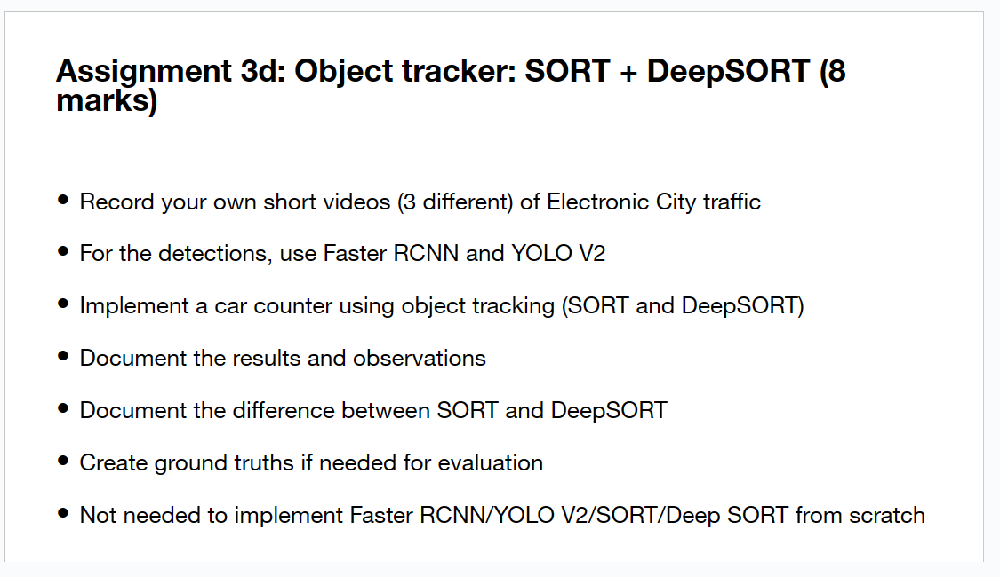 Assignment 3d: Object tracker: SORT + DeepSORT (8
marks)
• Record your own short videos (3 different) of Electronic City traffic
• For the detections, use Faster RCNN and YOLO V2
• Implement a car counter using object tracking (SORT and DeepSORT)
• Document the results and observations
• Document the difference between SORT and DeepSORT
• Create ground truths if needed for evaluation
• Not needed to implement Faster RCNN/YOLO V2/SORT/Deep SORT from scratch